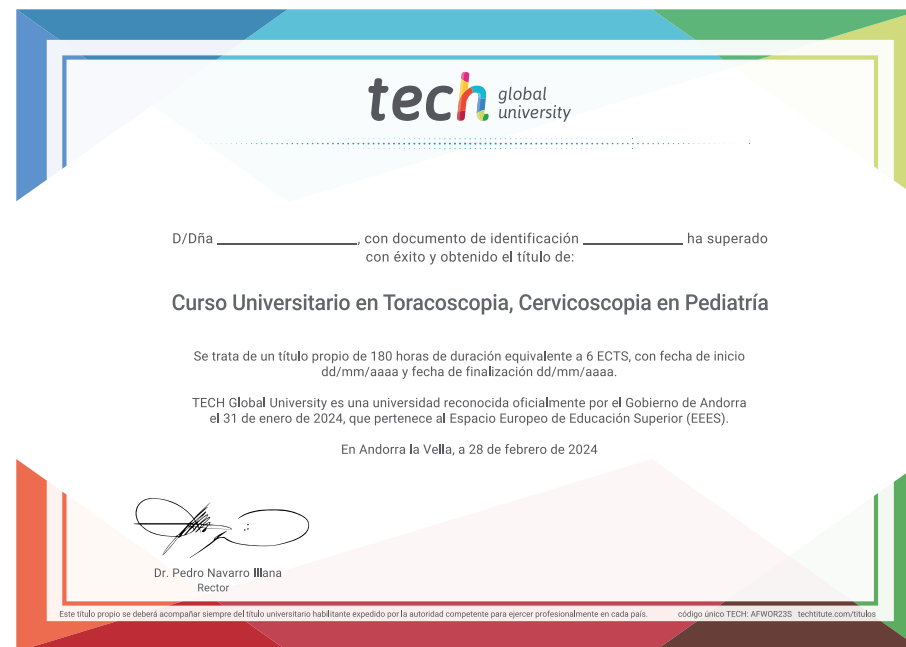 tech global university
D/Dña ________________, con documento de identificación ____________ ha superado
con éxito y obtenido el título de:
Curso Universitario en Toracoscopia, Cervicoscopia en Pediatría
Se trata de un título propio de 180 horas de duración equivalente a 6 ECTS, con fecha de inicio
dd/mm/aaaa y fecha de finalización dd/mm/aaaa.
TECH Global University es una universidad reconocida oficialmente por el Gobierno de Andorra
el 31 de enero de 2024, que pertenece al Espacio Europeo de Educación Superior (EEES).
En Andorra la Vella, a 28 de febrero de 2024
Dr. Pedro Navarro Illana
Rector
Este título propio se deberá acompañar siempre del título universitario habilitante expedido por la autoridad competente para ejercer profesionalmente en cada país. código único TECH: AFWOR23S techtitute.com/titulos